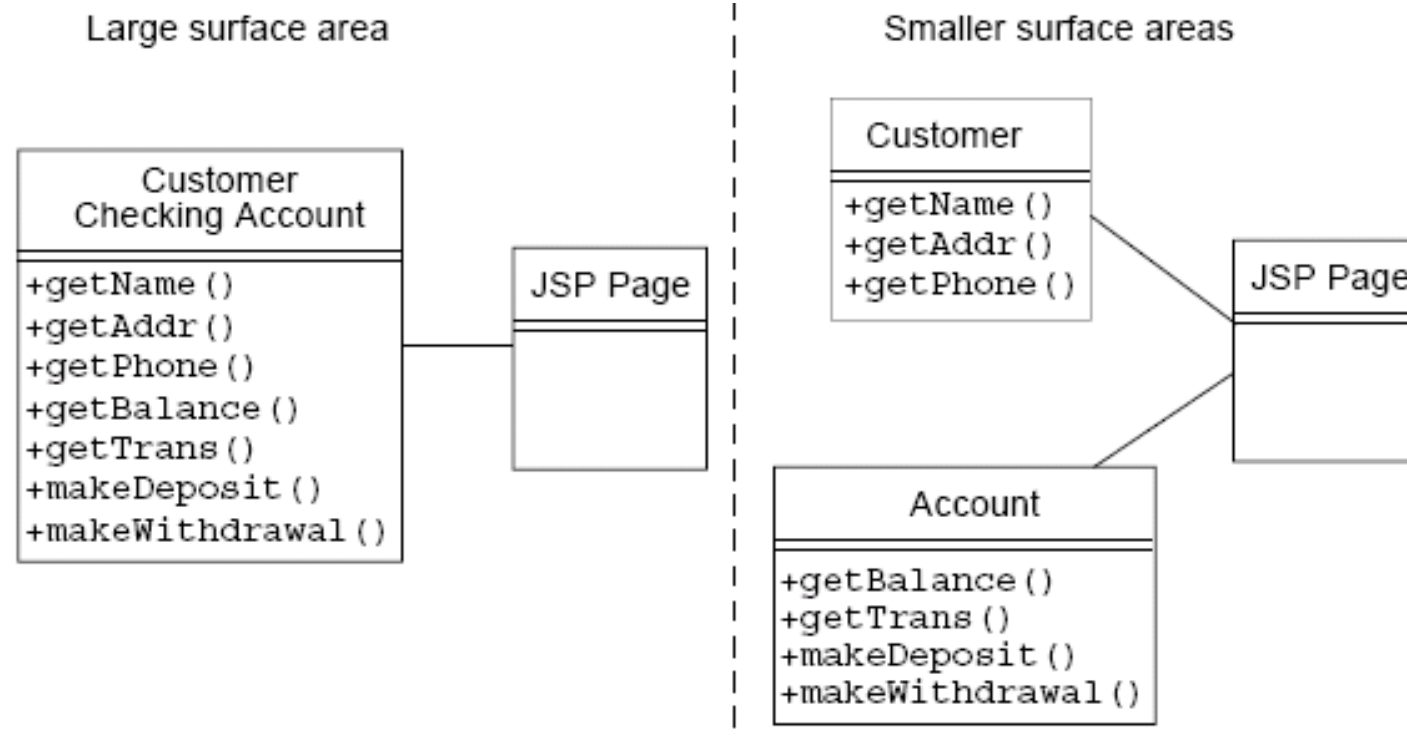 Large surface area
Customer
Checking Account
+getName()
+getAddr()
+getPhone()
+getBalance()
+getTrans()
+makeDeposit()
+makeWithdrawal()
JSP Page
Smaller surface areas
Customer
+getName()
+getAddr()
+getPhone()
JSP Page
Account
+getBalance()
+getTrans()
+makeDeposit()
+makeWithdrawal()